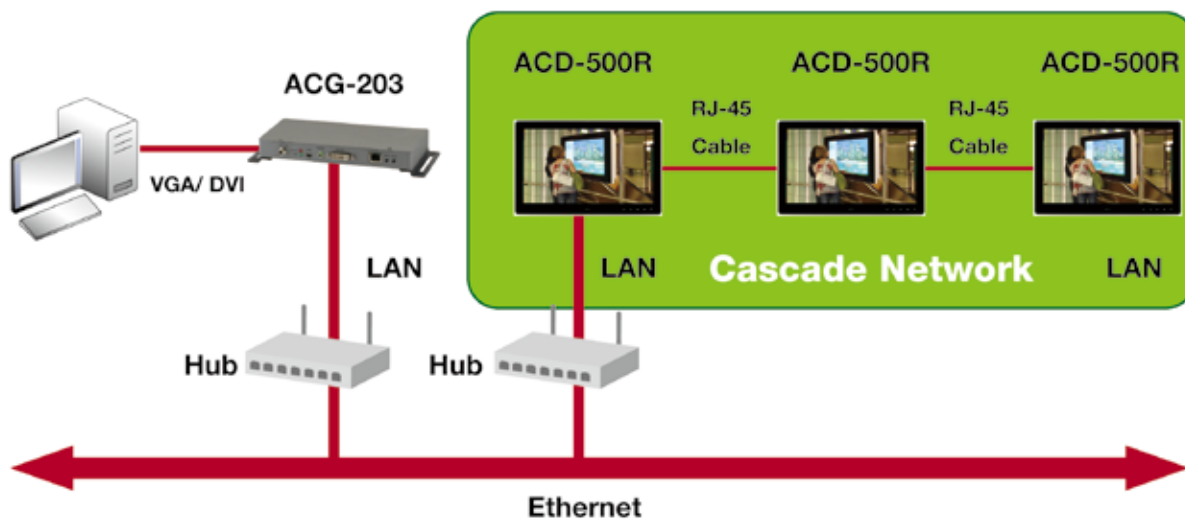 ACG-203
VGA/ DVI
LAN
Hub
ACD-500R
ACD-500R
ACD-500R
RJ-45
Cable
RJ-45
Cable
LAN
Cascade Network
LAN
Hub
Ethernet